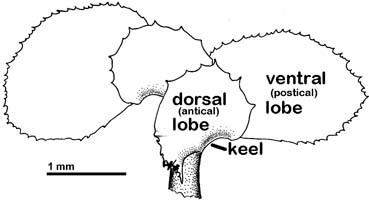 dorsal
(antical)
lobe
ventral
(postical)
lobe
keel
1 mm